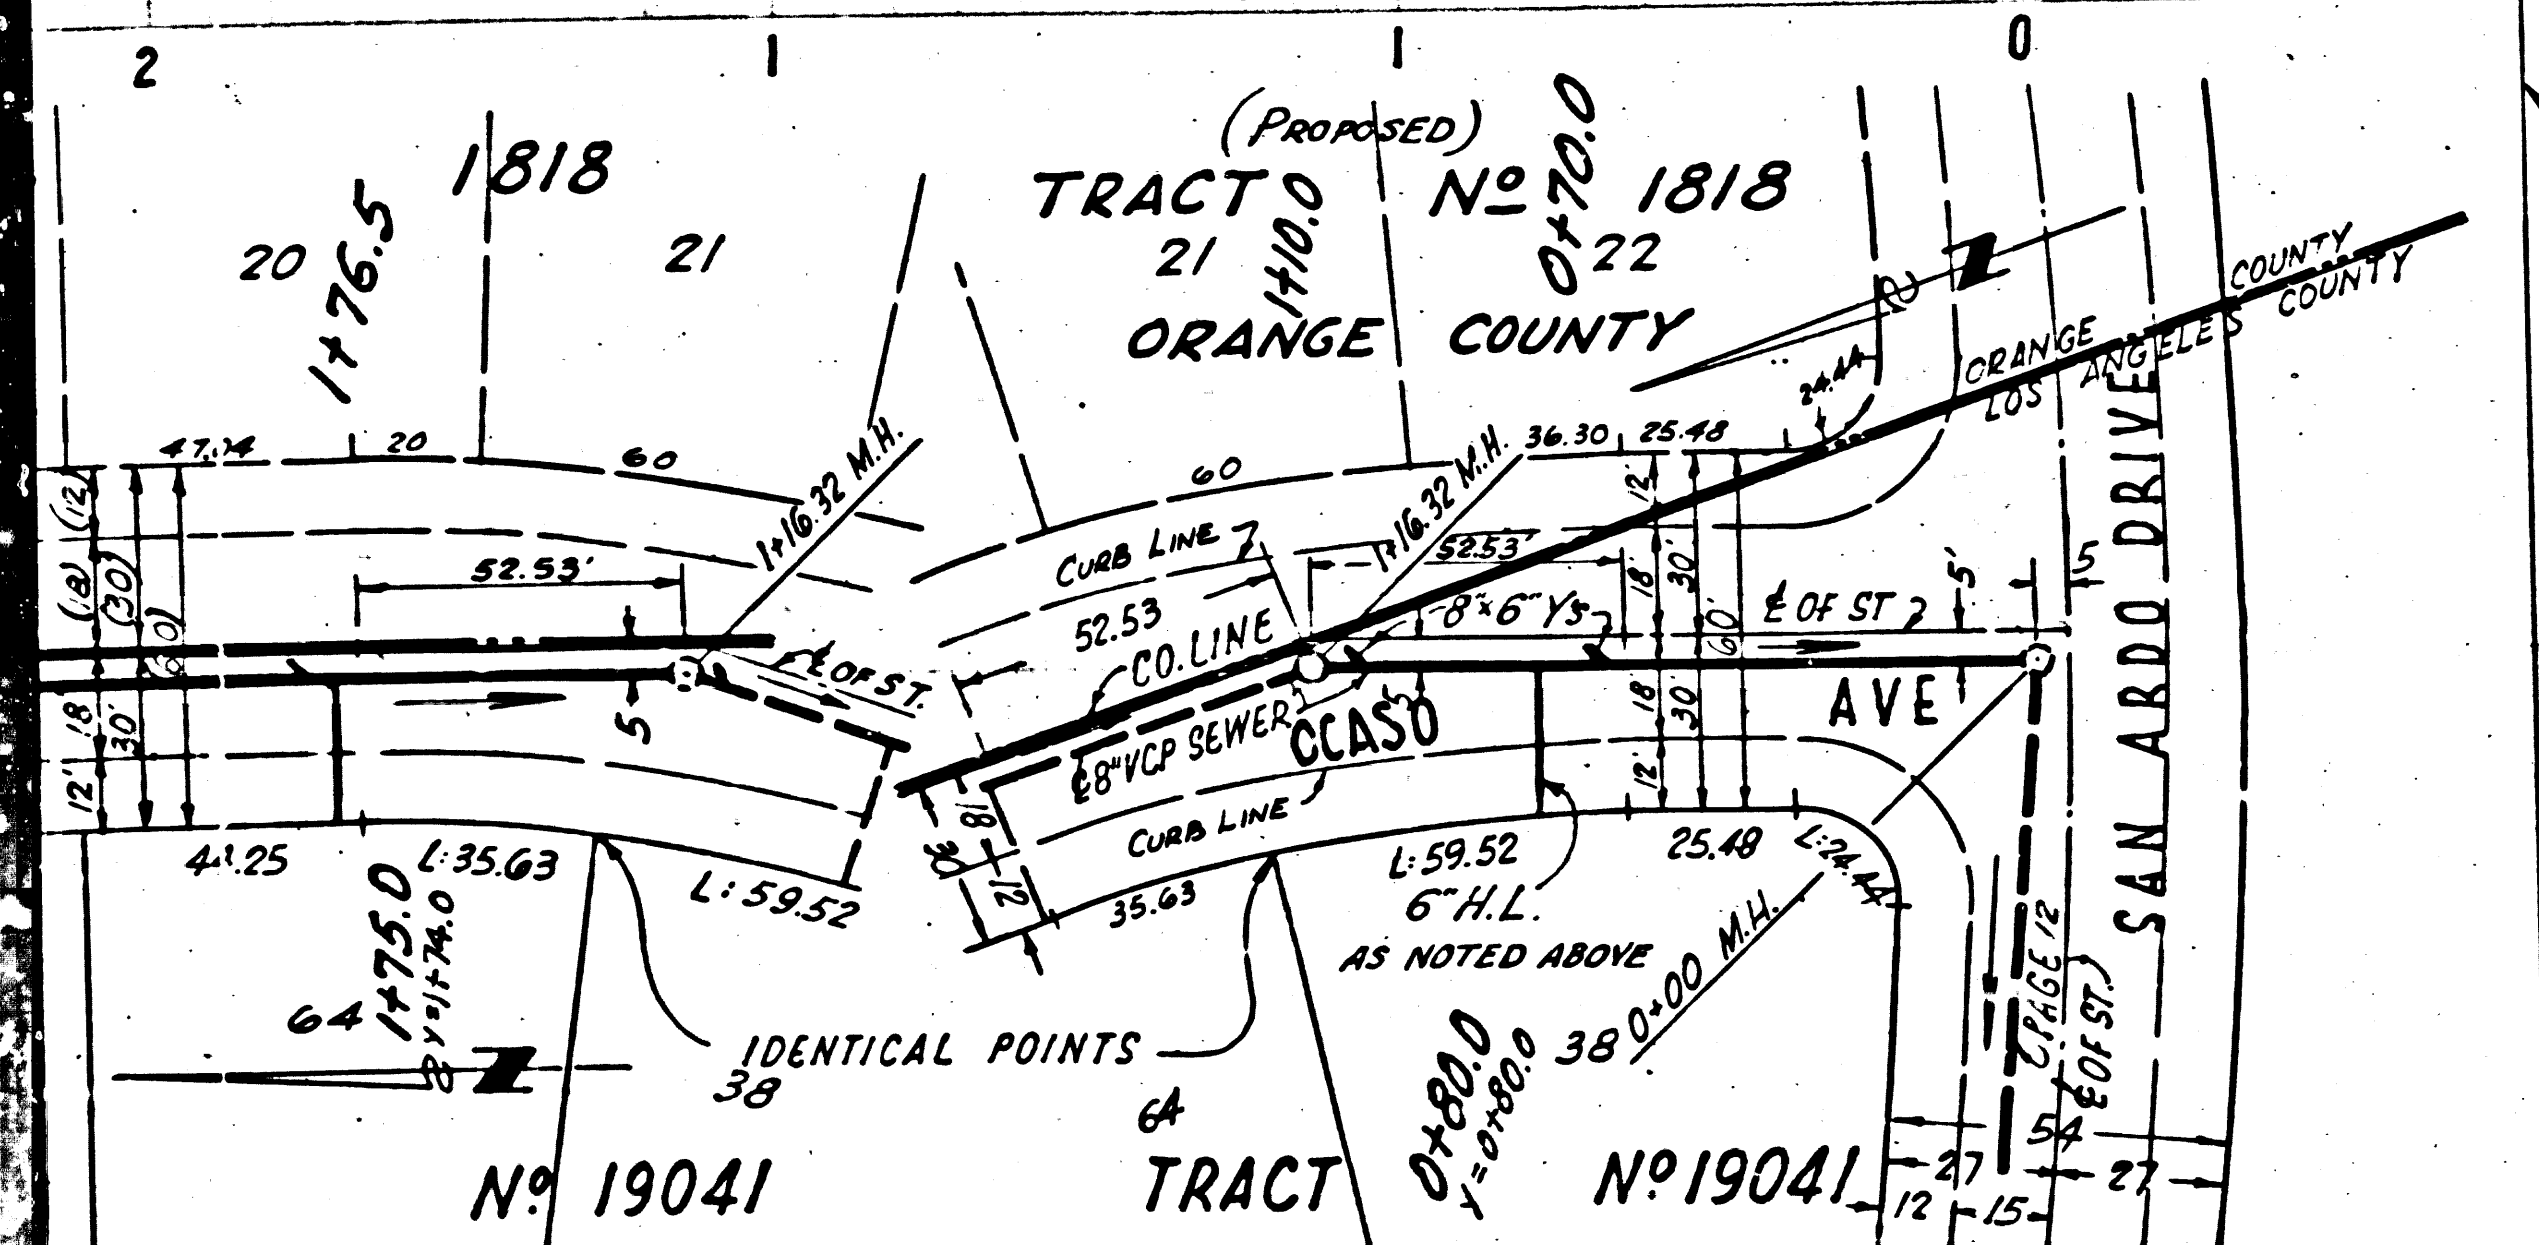 2
1
1
0
(PROPOSED)
1818
TRACT Nº 1818
20
21
21
22
1+76.5
1+10.0
0+70.0
ORANGE COUNTY
ORANGE COUNTY
LOS ANGELES COUNTY
24.44
20
60
60
36.30
25.48
1+16.32 M.H.
1+16.32 M.H.
CURB LINE
52.53'
52.53
52.53'
(12)
(18)
(30)
(60)
12'
18'
30'
60'
8"x6" Ys
℄ OF ST
5'
5
CO. LINE
℄ OF ST.
5
5'
18
30'
12'
℄ 8" VCP SEWER
OCASO AVE
SAN ARDO DRIVE
18
30'
12'
18
30
12
CURB LINE
L:35.63
L:59.52
35.63
L:59.52
25.48
L:24.44
6" H.L.
AS NOTED ABOVE
1+75.0
Y=1+74.0
64
IDENTICAL POINTS
38
64
38
0+00 M.H.
0+80.0
Y=0+80.0
PAGE 12
℄ OF ST.
54
27
27
12
15
Nº 19041
TRACT Nº 19041